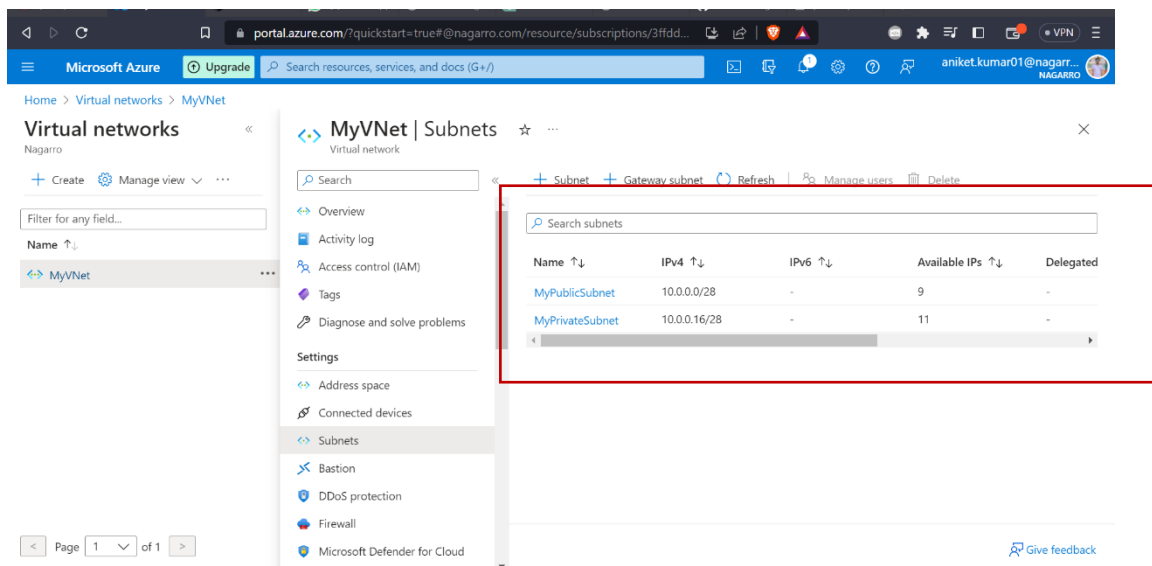 portal.azure.com/?quickstart=true#@nagarro.com/resource/subscriptions/3ffdd...
VPN
Microsoft Azure
Upgrade
Search resources, services, and docs (G+/)
1
aniket.kumar01@nagarr...
NAGARRO
Home > Virtual networks > MyVNet
Virtual networks
Nagarro
+ Create
Manage view
...
Filter for any field...
Name ↑↓
MyVNet
...
MyVNet | Subnets
...
Virtual network
Search
Overview
Activity log
Access control (IAM)
Tags
Diagnose and solve problems
Settings
Address space
Connected devices
Subnets
Bastion
DDoS protection
Firewall
Microsoft Defender for Cloud
+ Subnet + Gateway subnet Refresh | Manage users Delete
Search subnets
Name ↑↓ IPv4 ↑↓ IPv6 ↑↓ Available IPs ↑↓ Delegated
MyPublicSubnet 10.0.0.0/28 - 9 -
MyPrivateSubnet 10.0.0.16/28 - 11 -
< Page 1 of 1 >
Give feedback